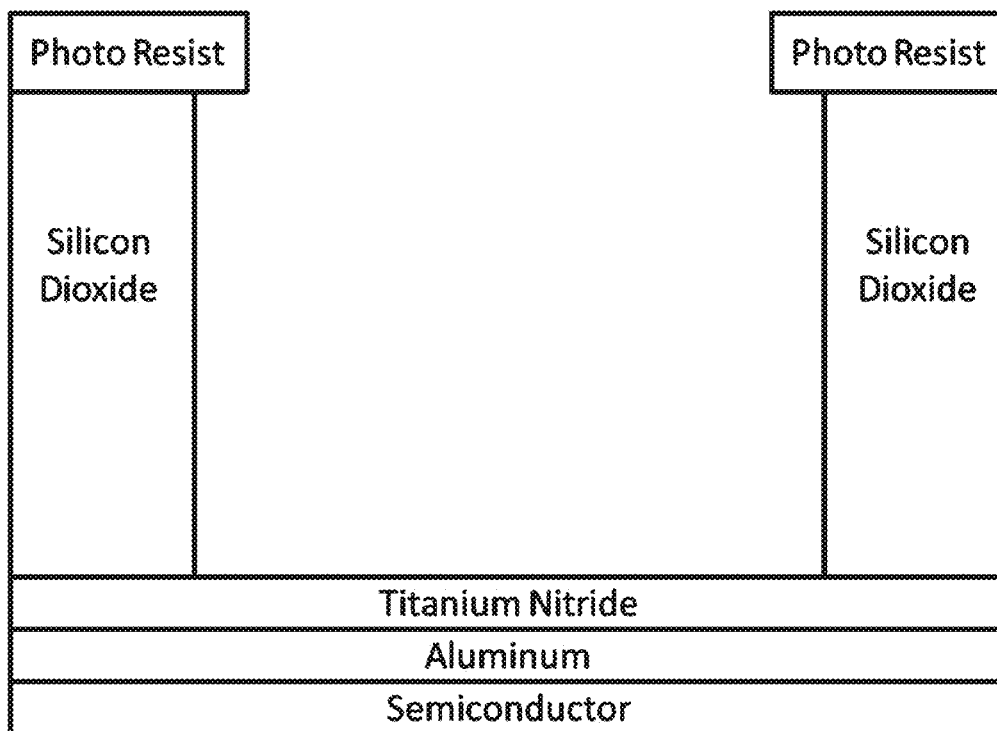 Photo Resist
Photo Resist
Silicon
Dioxide
Silicon
Dioxide
Titanium Nitride
Aluminum
Semiconductor